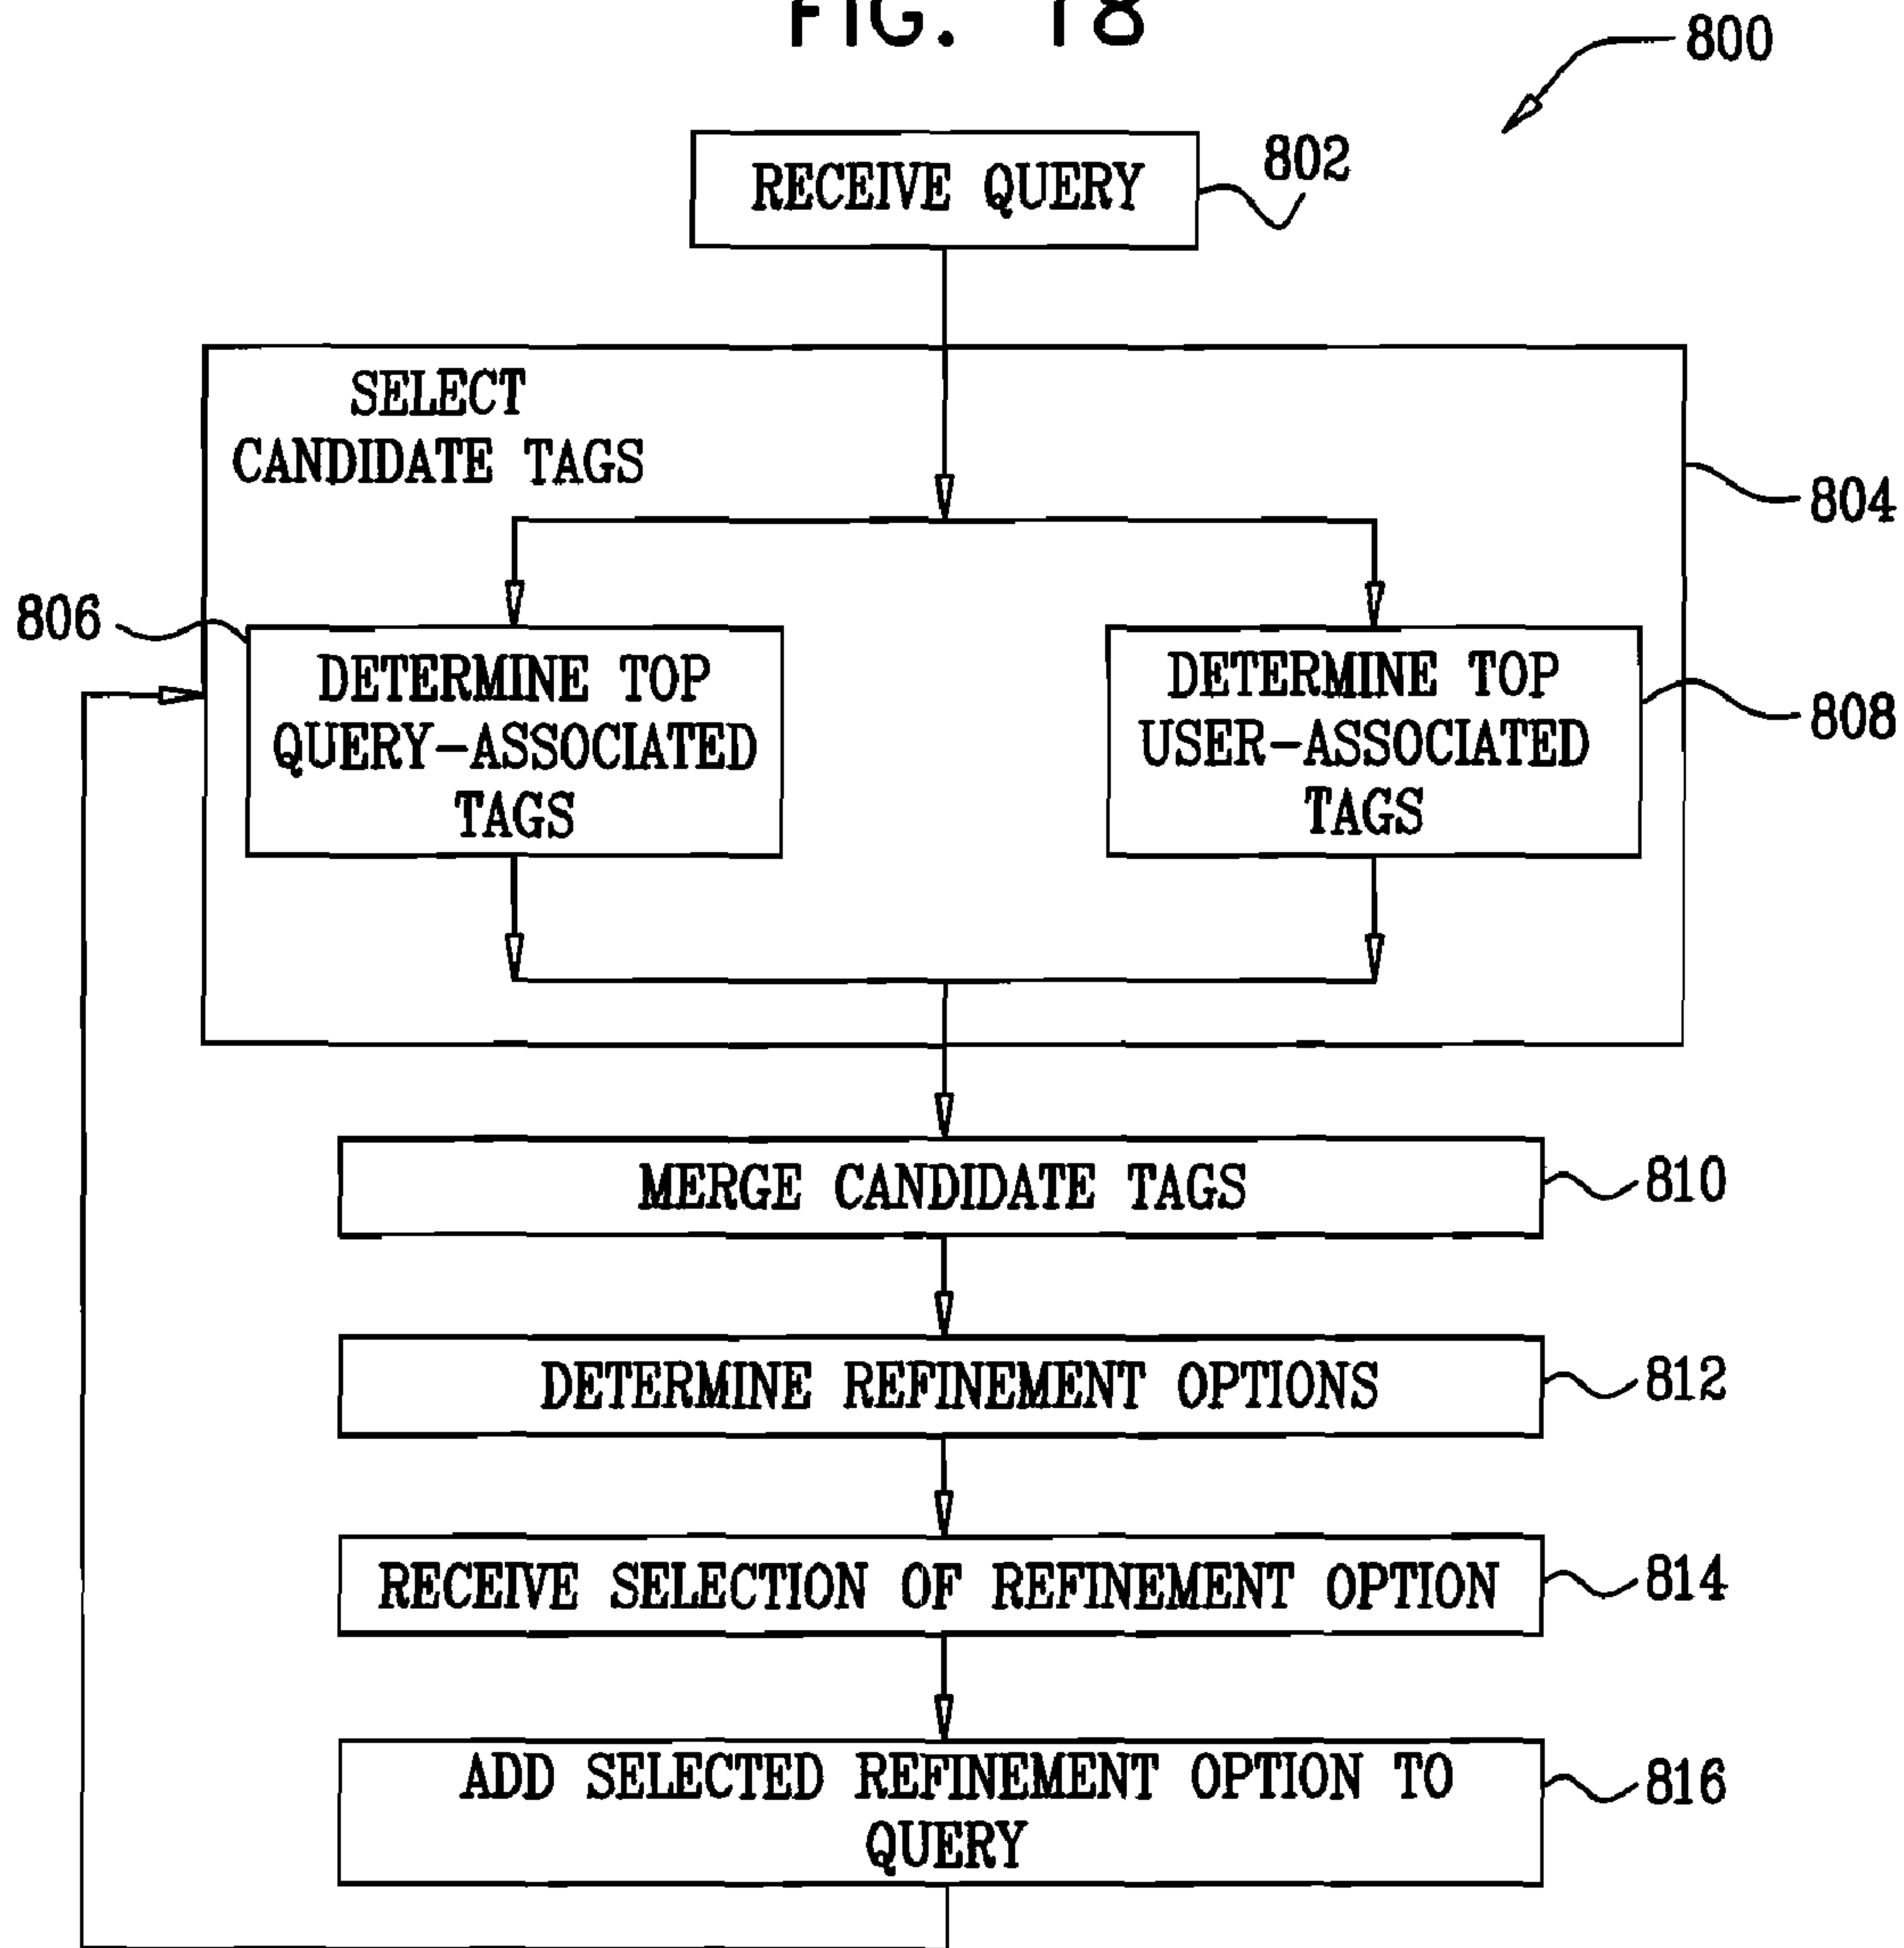 FIG. 18
800
RECEIVE QUERY
802
SELECT
CANDIDATE TAGS
804
806
DETERMINE TOP
QUERY-ASSOCIATED
TAGS
DETERMINE TOP
USER-ASSOCIATED
TAGS
808
MERGE CANDIDATE TAGS
810
DETERMINE REFINEMENT OPTIONS
812
RECEIVE SELECTION OF REFINEMENT OPTION
814
ADD SELECTED REFINEMENT OPTION TO
QUERY
816